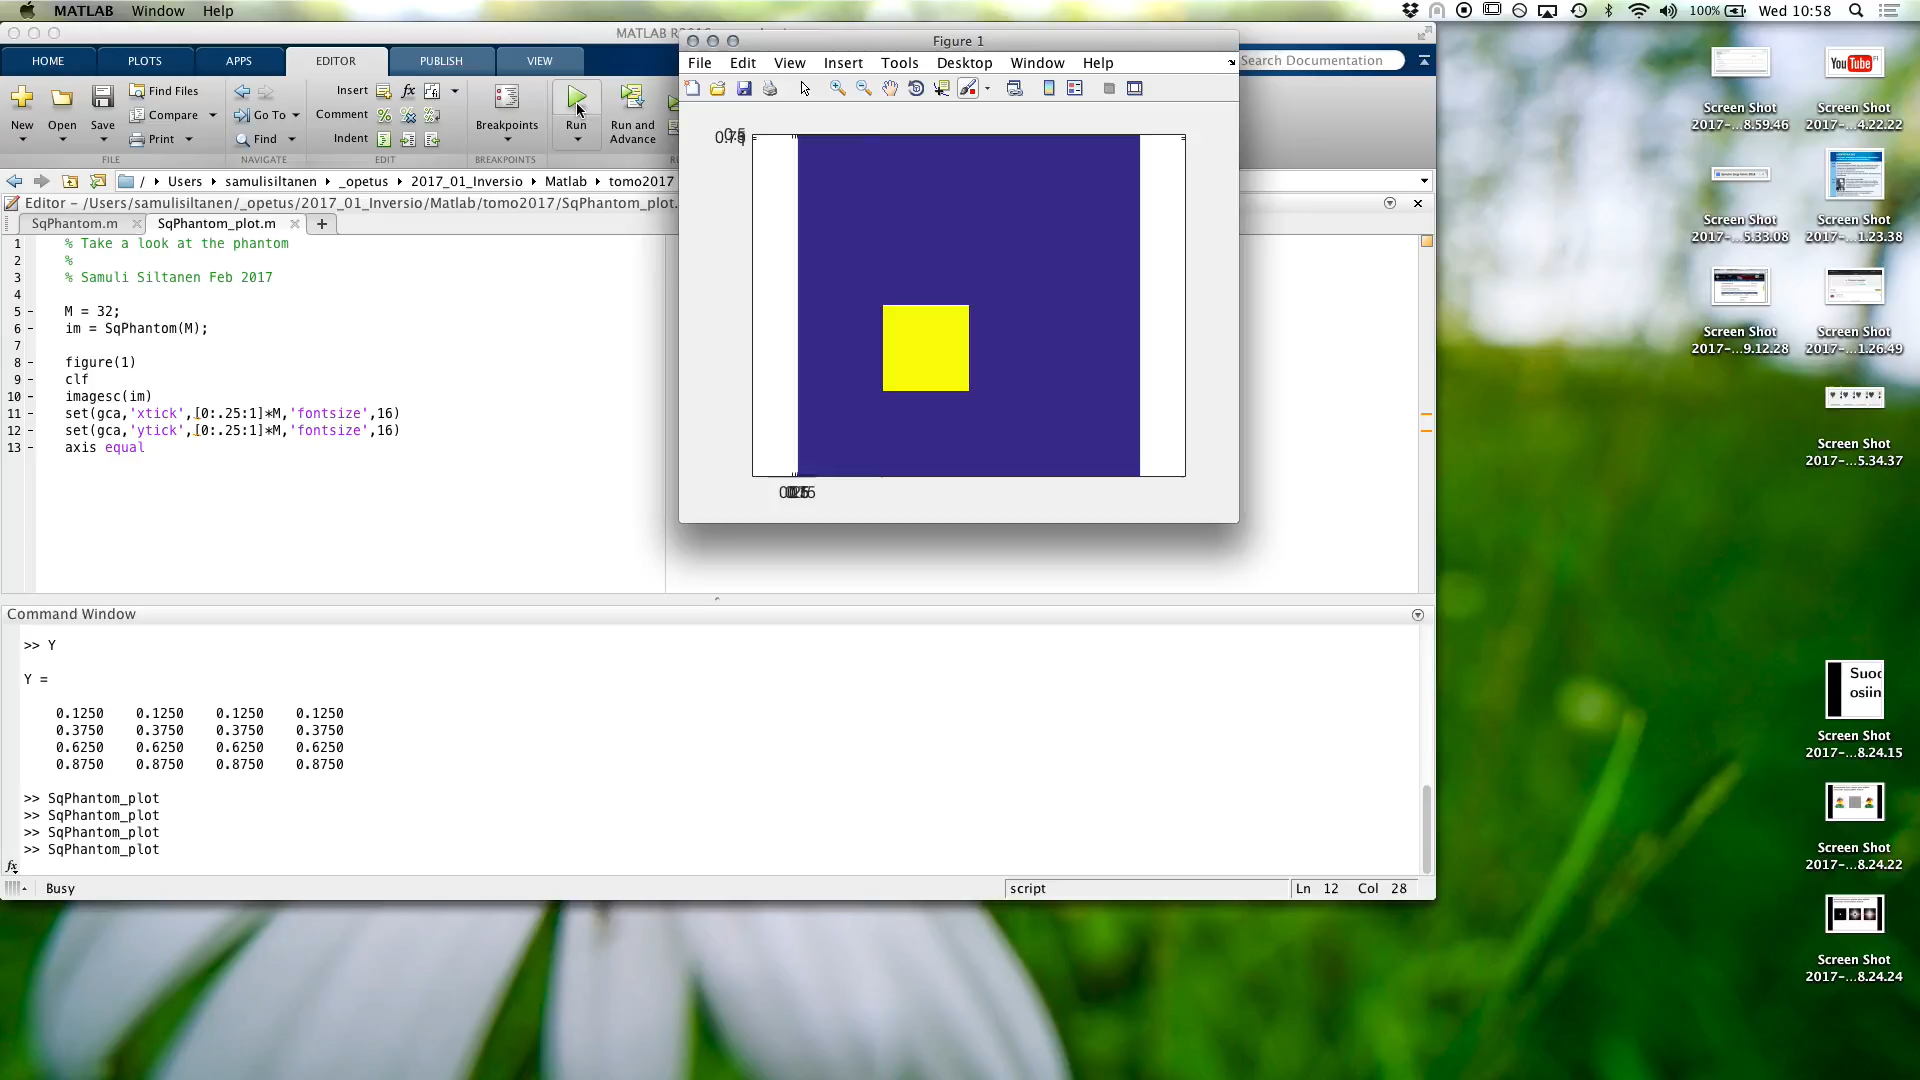 MATLAB Window Help
100% Wed 10:58
MATLAB
Figure 1
HOME PLOTS APPS EDITOR PUBLISH VIEW
File Edit View Insert Tools Desktop Window Help
Search Documentation
New Open Save Find Files Compare Print
Go To Find
Insert fx
Comment
Indent
Breakpoints
Run
Run and Advance
FILE NAVIGATE EDIT BREAKPOINTS
/ Users samulisiltanen _opetus 2017_01_Inversio Matlab tomo2017
Editor - /Users/samulisiltanen/_opetus/2017_01_Inversio/Matlab/tomo2017/SqPhantom_plot.
SqPhantom.m SqPhantom_plot.m +
1 % Take a look at the phantom
2 %
3 % Samuli Siltanen Feb 2017
4
5 - M = 32;
6 - im = SqPhantom(M);
7
8 - figure(1)
9 - clf
10 - imagesc(im)
11 - set(gca,'xtick',[0:.25:1]*M,'fontsize',16)
12 - set(gca,'ytick',[0:.25:1]*M,'fontsize',16)
13 - axis equal
Command Window
>> Y
Y =
0.1250 0.1250 0.1250 0.1250
0.3750 0.3750 0.3750 0.3750
0.6250 0.6250 0.6250 0.6250
0.8750 0.8750 0.8750 0.8750
>> SqPhantom_plot
>> SqPhantom_plot
>> SqPhantom_plot
>> SqPhantom_plot
fx
Busy
script
Ln 12 Col 28
YouTube
Screen Shot
2017-...8.59.46
Screen Shot
2017-...4.22.22
Screen Shot
2017-...5.33.08
Screen Shot
2017-...1.23.38
Screen Shot
2017-...9.12.28
Screen Shot
2017-...1.26.49
Screen Shot
2017-...5.34.37
Suod
osiin
Screen Shot
2017-...8.24.15
Screen Shot
2017-...8.24.22
Screen Shot
2017-...8.24.24